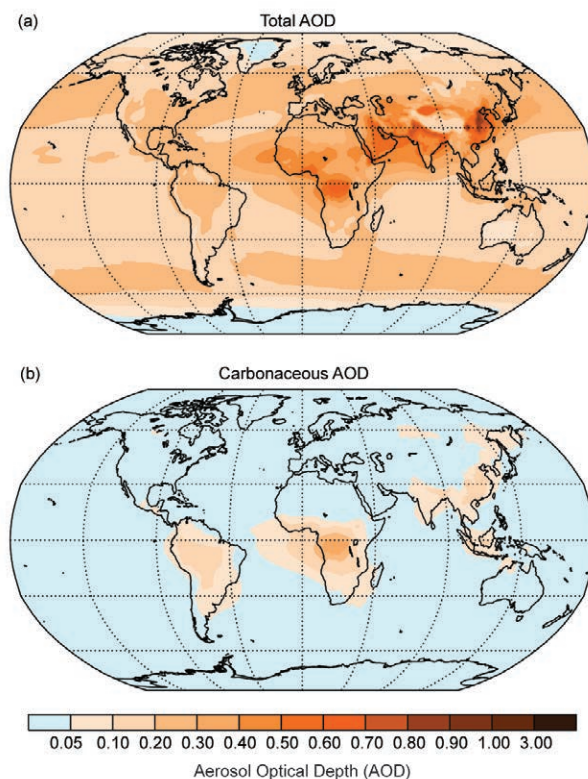 (a)
Total AOD
(b)
Carbonaceous AOD
0.05 0.10 0.20 0.30 0.40 0.50 0.60 0.70 0.80 0.90 1.00 3.00
Aerosol Optical Depth (AOD)